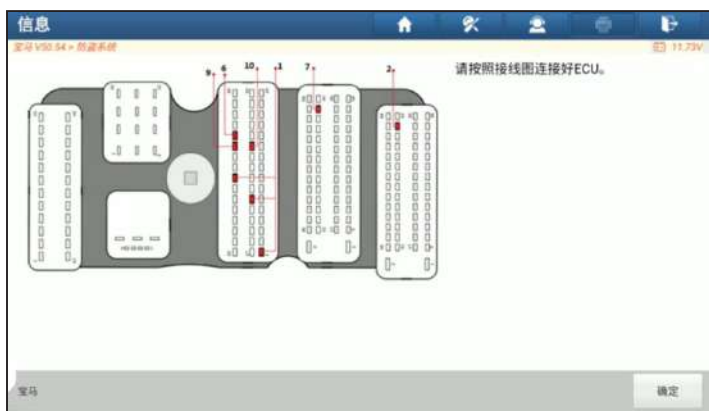 信息
宝马 V50.54 > 防盗系统
11.73V
9 6 10 1 7 2
请按照接线图连接好ECU。
宝马
确定